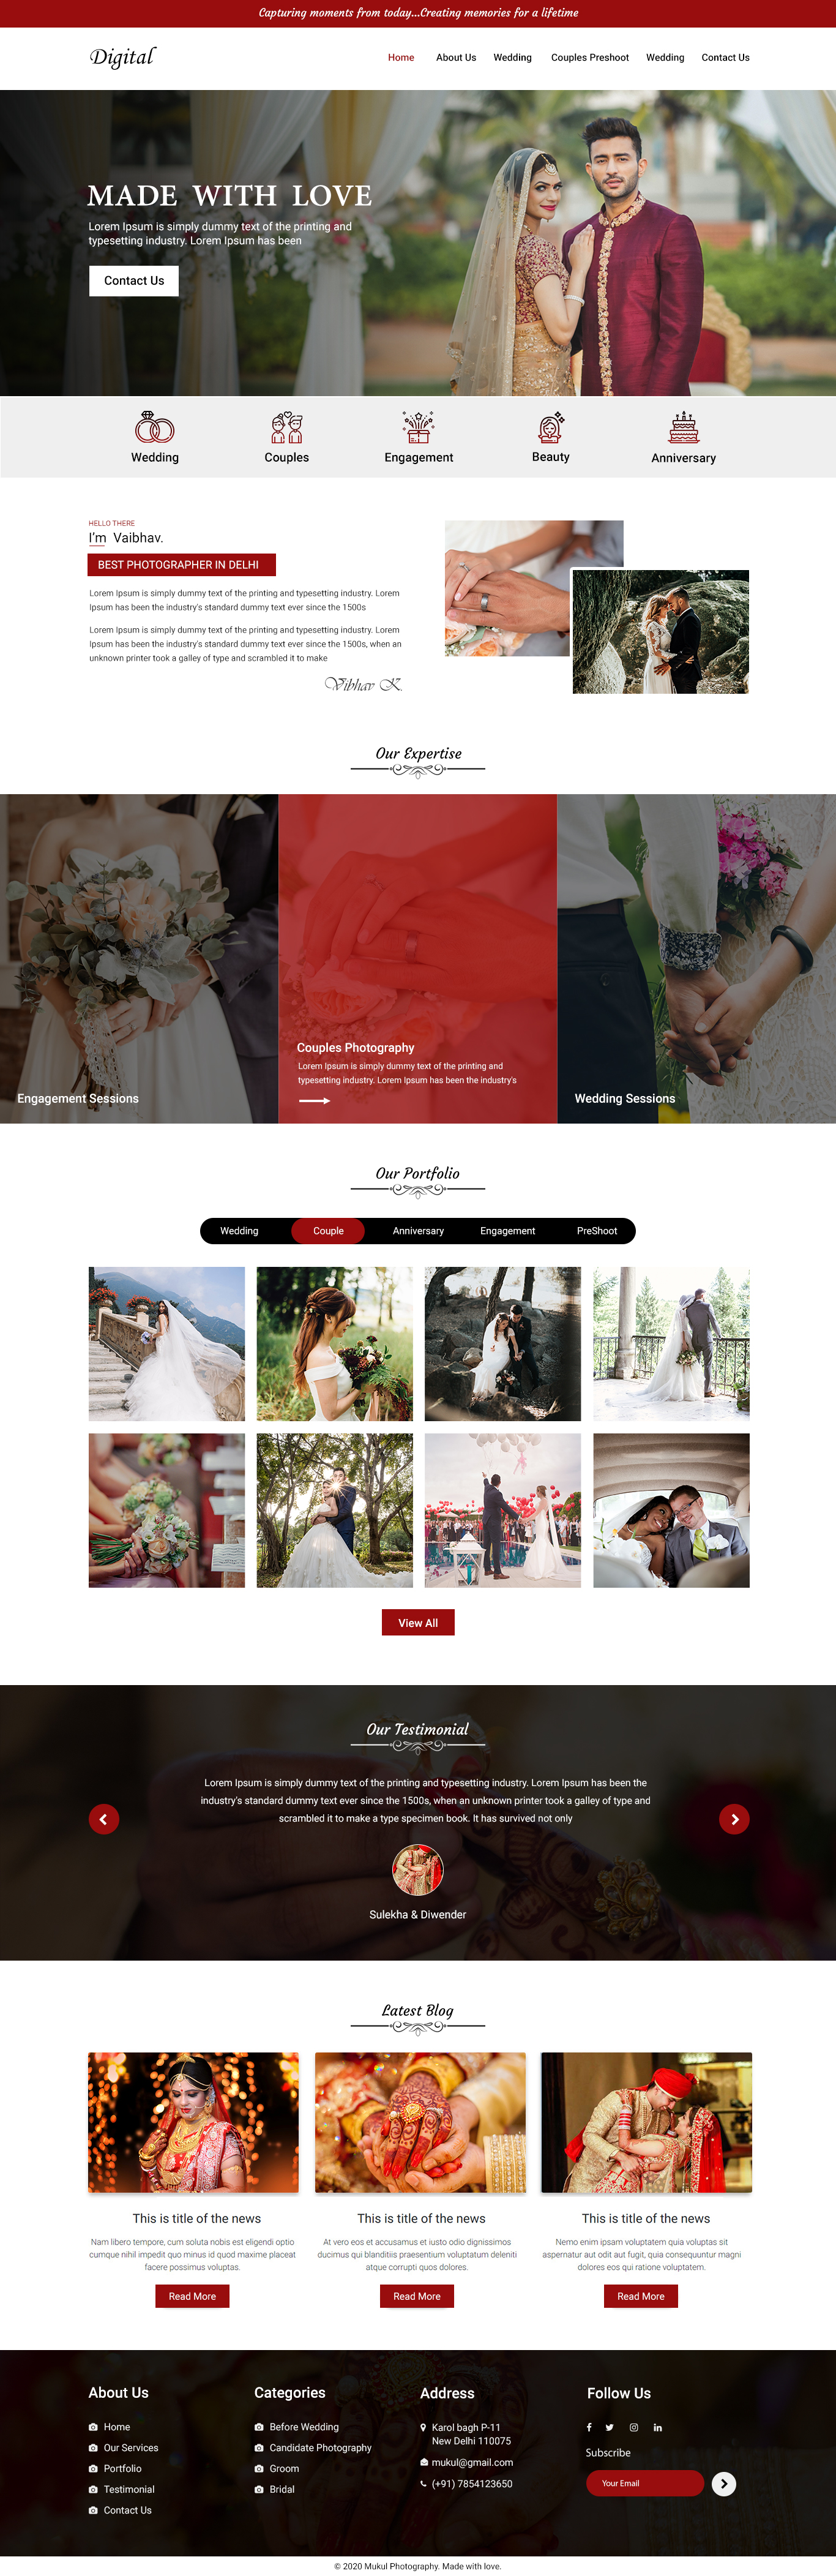 Capturing moments from today...Creating memories for a lifetime
Digital
Home About Us Wedding Couples Preshoot Wedding Contact Us
MADE WITH LOVE
Lorem Ipsum is simply dummy text of the printing and
typesetting industry. Lorem Ipsum has been
Contact Us
Wedding Couples Engagement Beauty Anniversary
HELLO THERE
I'm Vaibhav.
BEST PHOTOGRAPHER IN DELHI
Lorem Ipsum is simply dummy text of the printing and typesetting industry. Lorem
Ipsum has been the industry's standard dummy text ever since the 1500s
Lorem Ipsum is simply dummy text of the printing and typesetting industry. Lorem
Ipsum has been the industry's standard dummy text ever since the 1500s, when an
unknown printer took a galley of type and scrambled it to make
Vibhav K.
Our Expertise
Engagement Sessions
Couples Photography
Lorem Ipsum is simply dummy text of the printing and
typesetting industry. Lorem Ipsum has been the industry's
Wedding Sessions
Our Portfolio
Wedding Couple Anniversary Engagement PreShoot
View All
Our Testimonial
Lorem Ipsum is simply dummy text of the printing and typesetting industry. Lorem Ipsum has been the
industry's standard dummy text ever since the 1500s, when an unknown printer took a galley of type and
scrambled it to make a type specimen book. It has survived not only
Sulekha & Diwender
Latest Blog
This is title of the news
Nam libero tempore, cum soluta nobis est eligendi optio
cumque nihil impedit quo minus id quod maxime placeat
facere possimus voluptas.
Read More
This is title of the news
At vero eos et accusamus et iusto odio dignissimos
ducimus qui blanditiis praesentium voluptatum deleniti
atque corrupti quos dolores.
Read More
This is title of the news
Nemo enim ipsam voluptatem quia voluptas sit
aspernatur aut odit aut fugit, quia consequuntur magni
dolores eos qui ratione voluptatem.
Read More
About Us
Home
Our Services
Portfolio
Testimonial
Contact Us
Categories
Before Wedding
Candidate Photography
Groom
Bridal
Address
Karol bagh P-11
New Delhi 110075
mukul@gmail.com
(+91) 7854123650
Follow Us
Subscribe
Your Email
© 2020 Mukul Photography. Made with love.